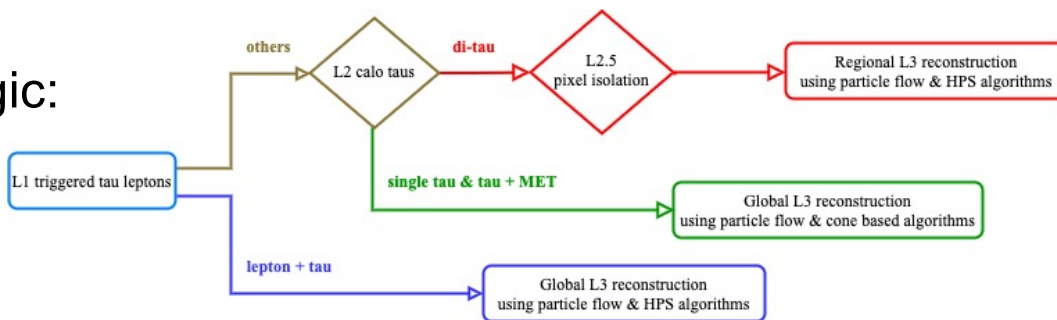 gic:
others
L2 calo taus
di-tau
L2.5
pixel isolation
Regional L3 reconstruction
using particle flow & HPS algorithms
L1 triggered tau leptons
single tau & tau + MET
Global L3 reconstruction
using particle flow & cone based algorithms
lepton + tau
Global L3 reconstruction
using particle flow & HPS algorithms